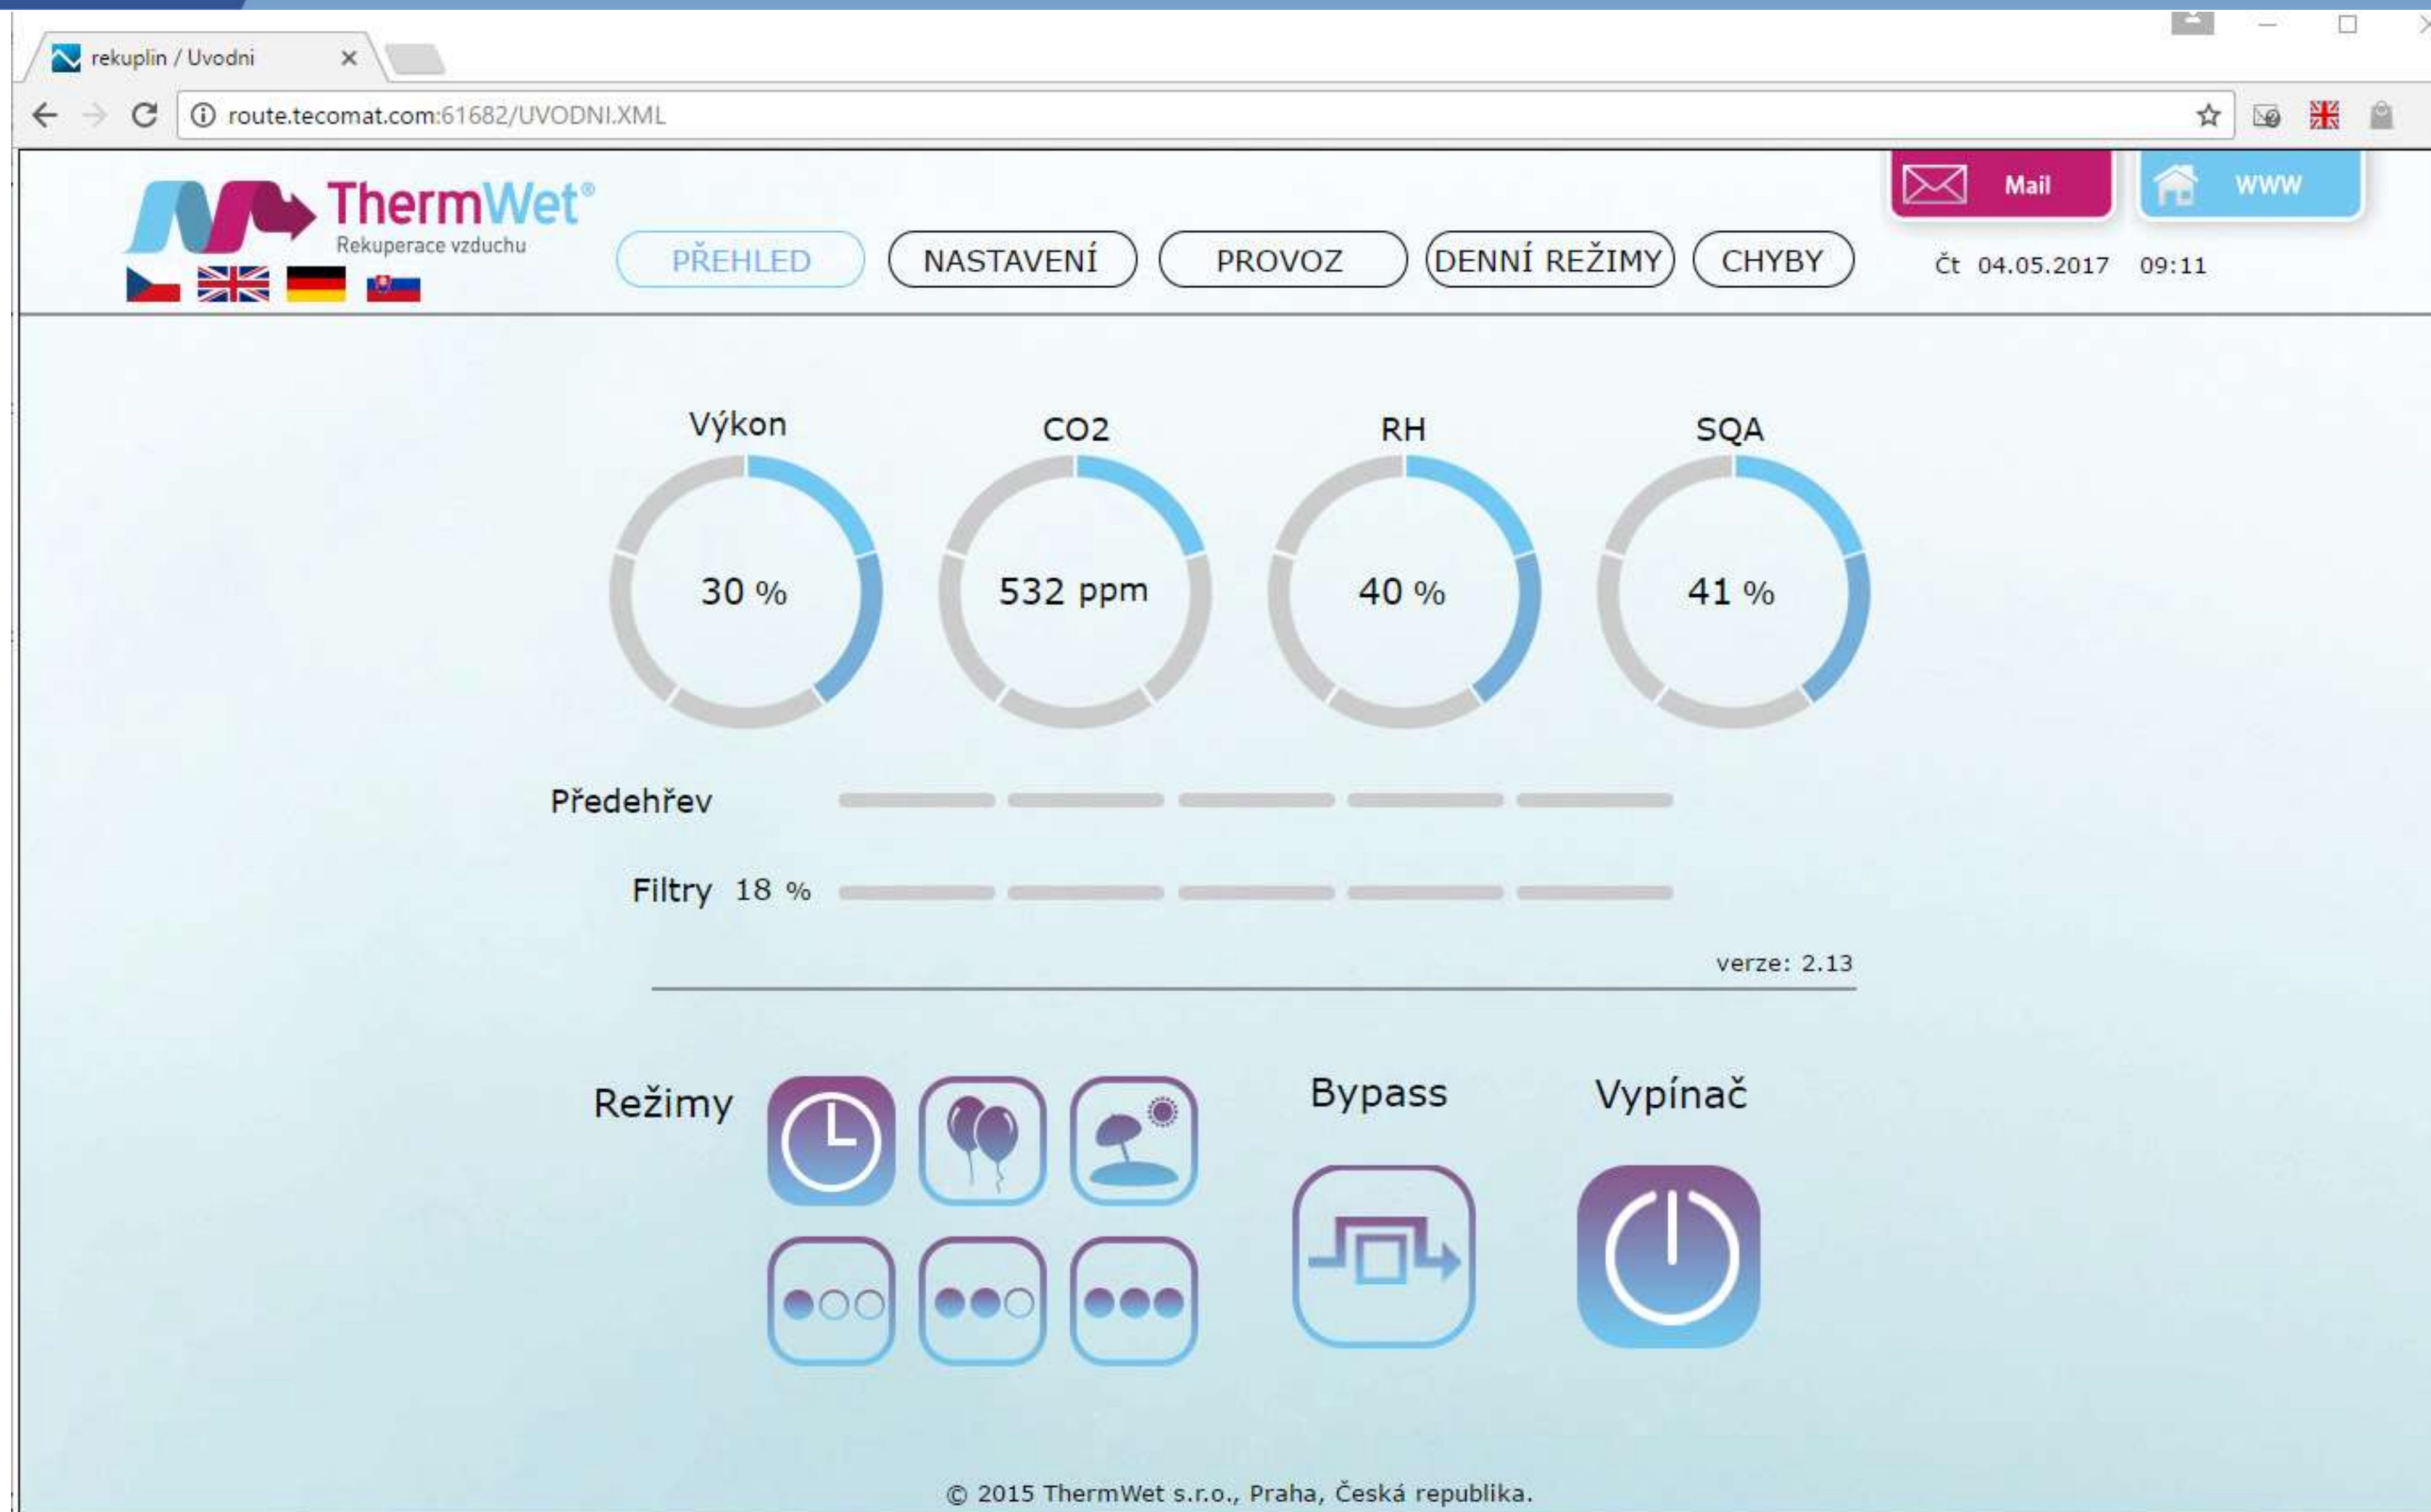 rekuplin / Uvodni
route.tecomat.com:61682/UVODNI.XML
ThermWet®
Rekuperace vzduchu
PŘEHLED
NASTAVENÍ
PROVOZ
DENNÍ REŽIMY
CHYBY
Mail
WWW
Čt 04.05.2017 09:11
Výkon
CO2
RH
SQA
30 %
532 ppm
40 %
41 %
Předehřev
Filtry 18 %
verze: 2.13
Režimy
Bypass
Vypínač
© 2015 ThermWet s.r.o., Praha, Česká republika.